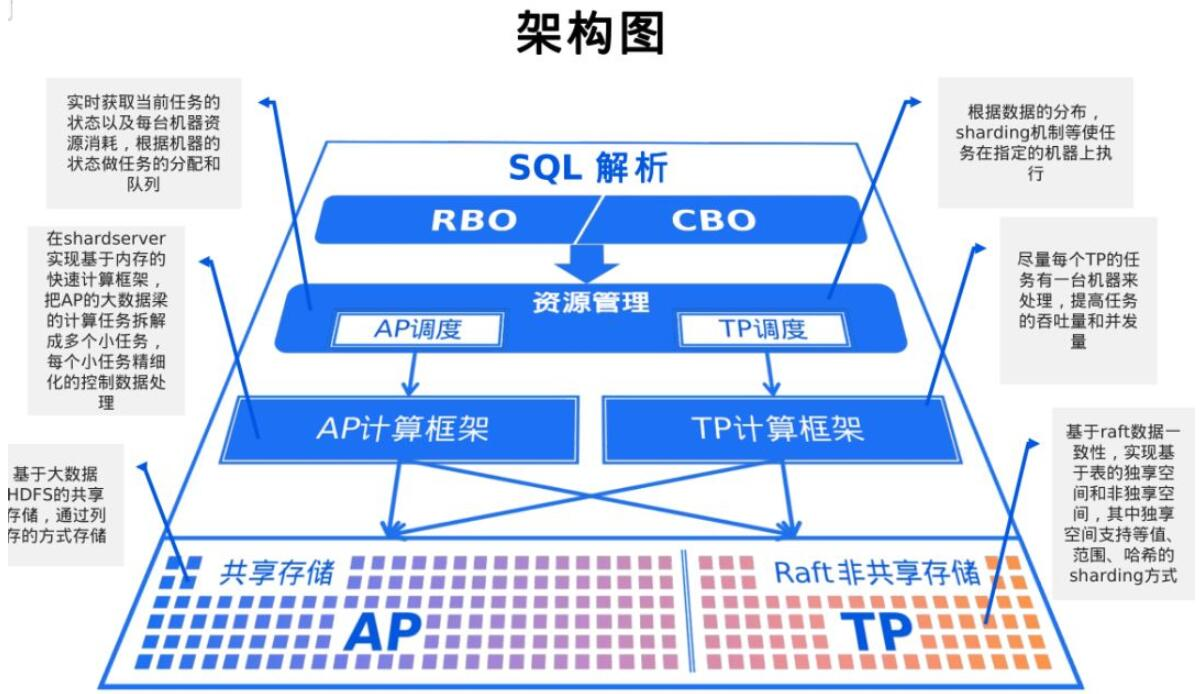 架构图
实时获取当前任务的
状态以及每台机器资
源消耗，根据机器的
状态做任务的分配和
队列
根据数据的分布，
sharding机制等使任
务在指定的机器上执
行
SQL 解析
RBO
CBO
在shardserver
实现基于内存的
快速计算框架，
把AP的大数据梁
的计算任务拆解
成多个小任务，
每个小任务精细
化的控制数据处
理
资源管理
AP调度
TP调度
尽量每个TP的任
务有一台机器来
处理，提高任务
的吞吐量和并发
量
AP计算框架
TP计算框架
基于大数据
HDFS的共享
存储，通过列
存的方式存储
基于raft数据一
致性，实现基
于表的独享空
间和非独享空
间，其中独享
空间支持等值、
范围、哈希的
sharding方式
共享存储
AP
Raft非共享存储
TP